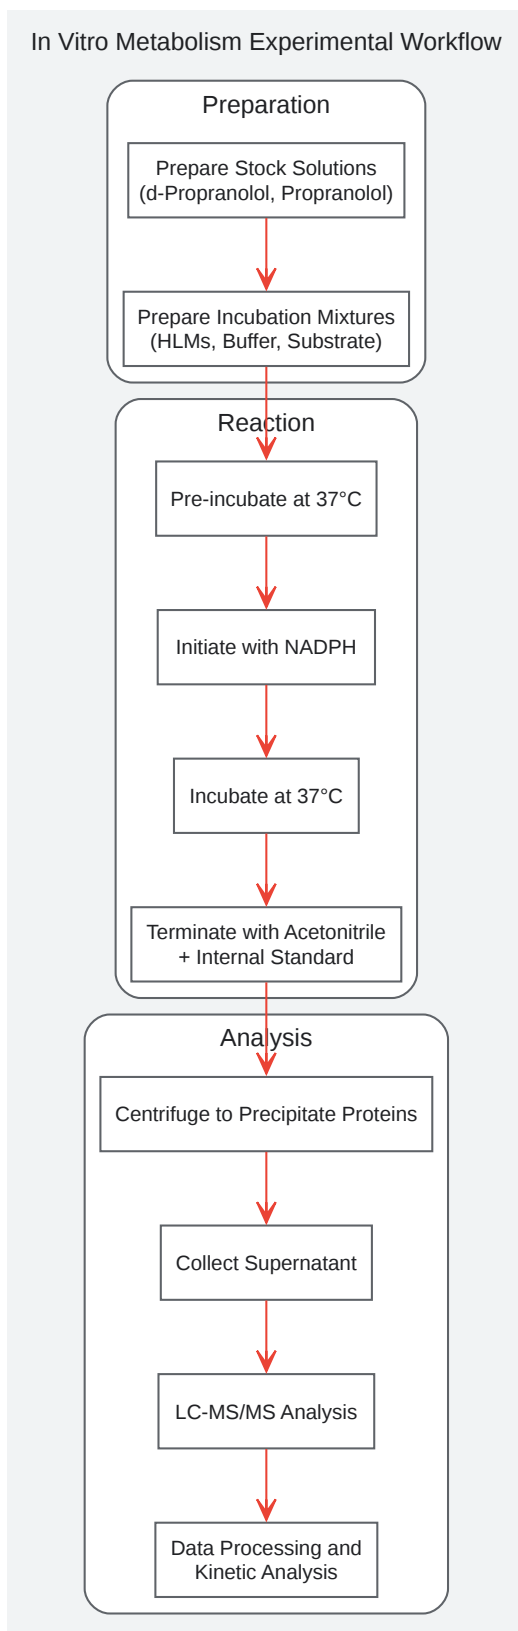 In Vitro Metabolism Experimental Workflow
Preparation
Prepare Stock Solutions
(d-Propranolol, Propranolol)
Prepare Incubation Mixtures
(HLMs, Buffer, Substrate)
Reaction
Pre-incubate at 37°C
Initiate with NADPH
Incubate at 37°C
Terminate with Acetonitrile
+ Internal Standard
Analysis
Centrifuge to Precipitate Proteins
Collect Supernatant
LC-MS/MS Analysis
Data Processing and
Kinetic Analysis